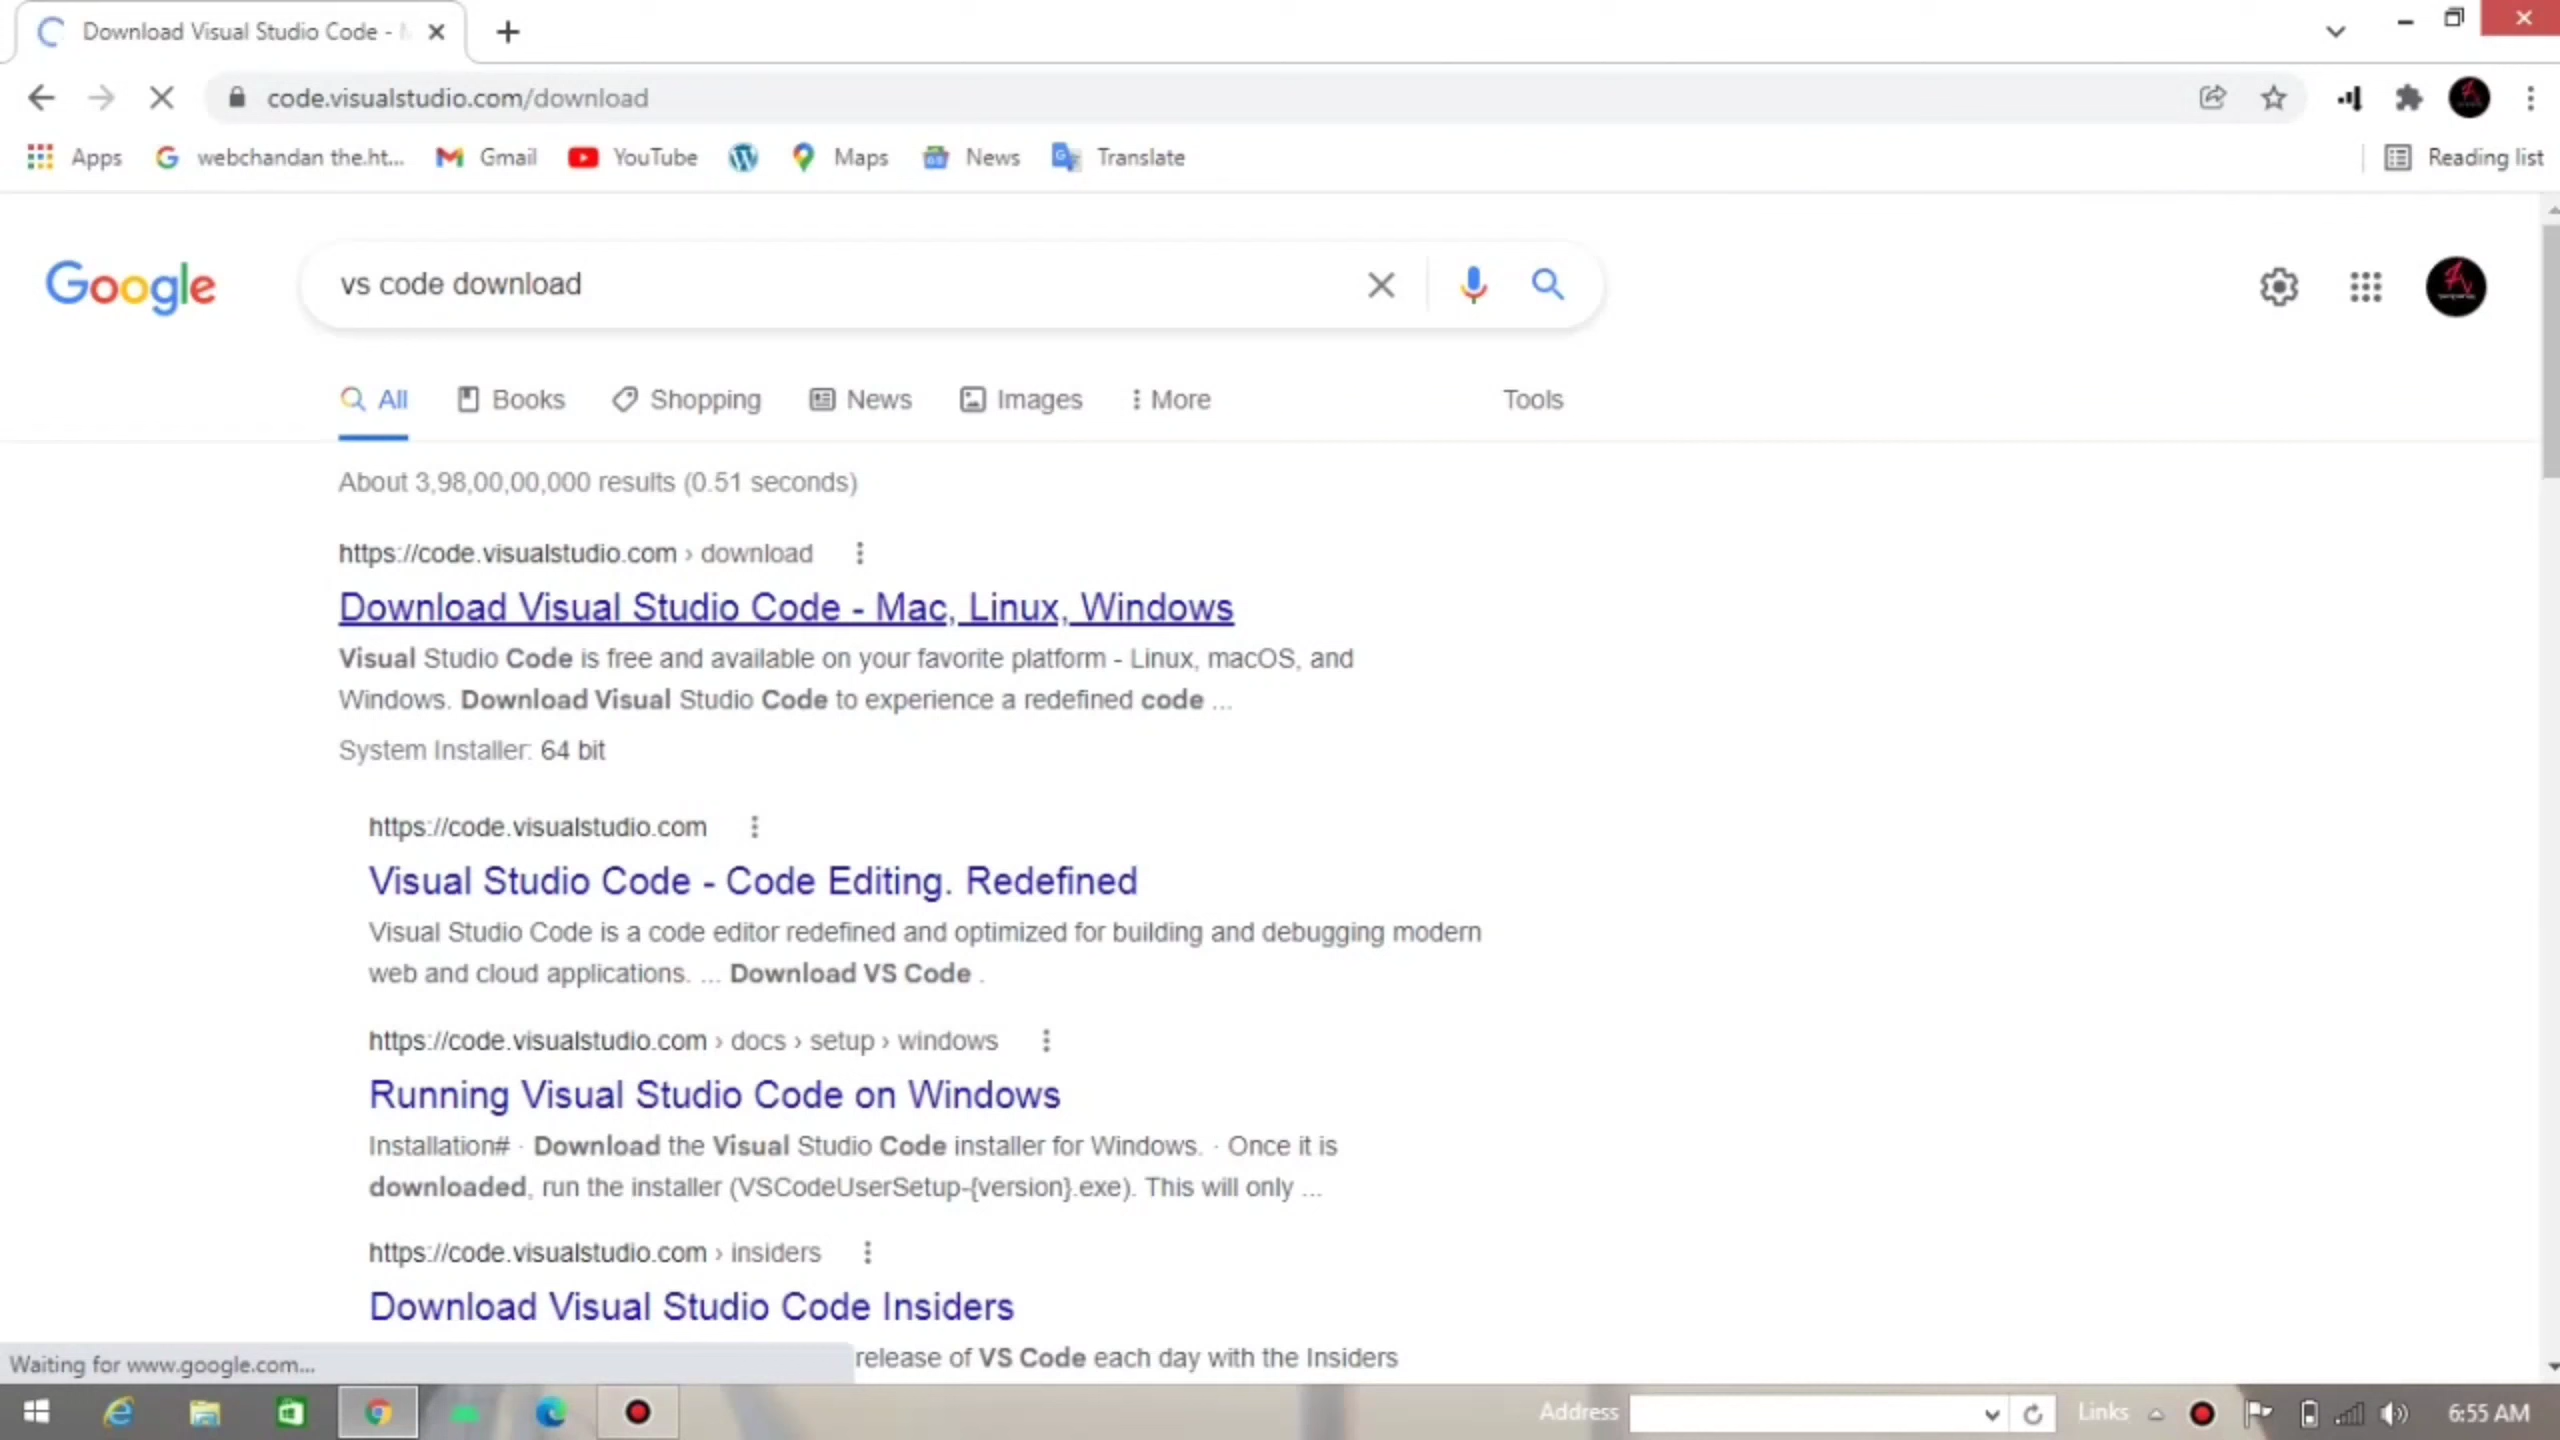 Download Visual Studio Code -
code.visualstudio.com/download
Apps
webchandan the.ht...
Gmail
YouTube
Maps
News
Translate
Reading list
Google
vs code download
All
Books
Shopping
News
Images
More
Tools
About 3,98,00,00,000 results (0.51 seconds)
https://code.visualstudio.com › download
Download Visual Studio Code - Mac, Linux, Windows
Visual Studio Code is free and available on your favorite platform - Linux, macOS, and
Windows. Download Visual Studio Code to experience a redefined code ...
System Installer: 64 bit
https://code.visualstudio.com
Visual Studio Code - Code Editing. Redefined
Visual Studio Code is a code editor redefined and optimized for building and debugging modern
web and cloud applications. ... Download VS Code .
https://code.visualstudio.com › docs › setup › windows
Running Visual Studio Code on Windows
Installation# · Download the Visual Studio Code installer for Windows. · Once it is
downloaded, run the installer (VSCodeUserSetup-{version}.exe). This will only ...
https://code.visualstudio.com › insiders
Download Visual Studio Code Insiders
release of VS Code each day with the Insiders
Waiting for www.google.com...
Address
Links
6:55 AM